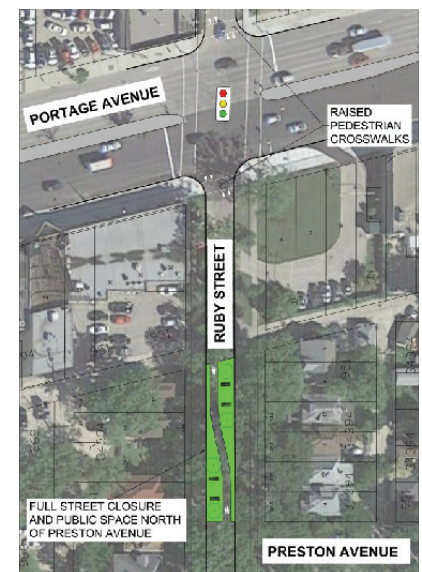 PORTAGE AVENUE
RAISED
PEDESTRIAN
CROSSWALKS
RUBY STREET
FULL STREET CLOSURE
AND PUBLIC SPACE NORTH
OF PRESTON AVENUE
PRESTON AVENUE